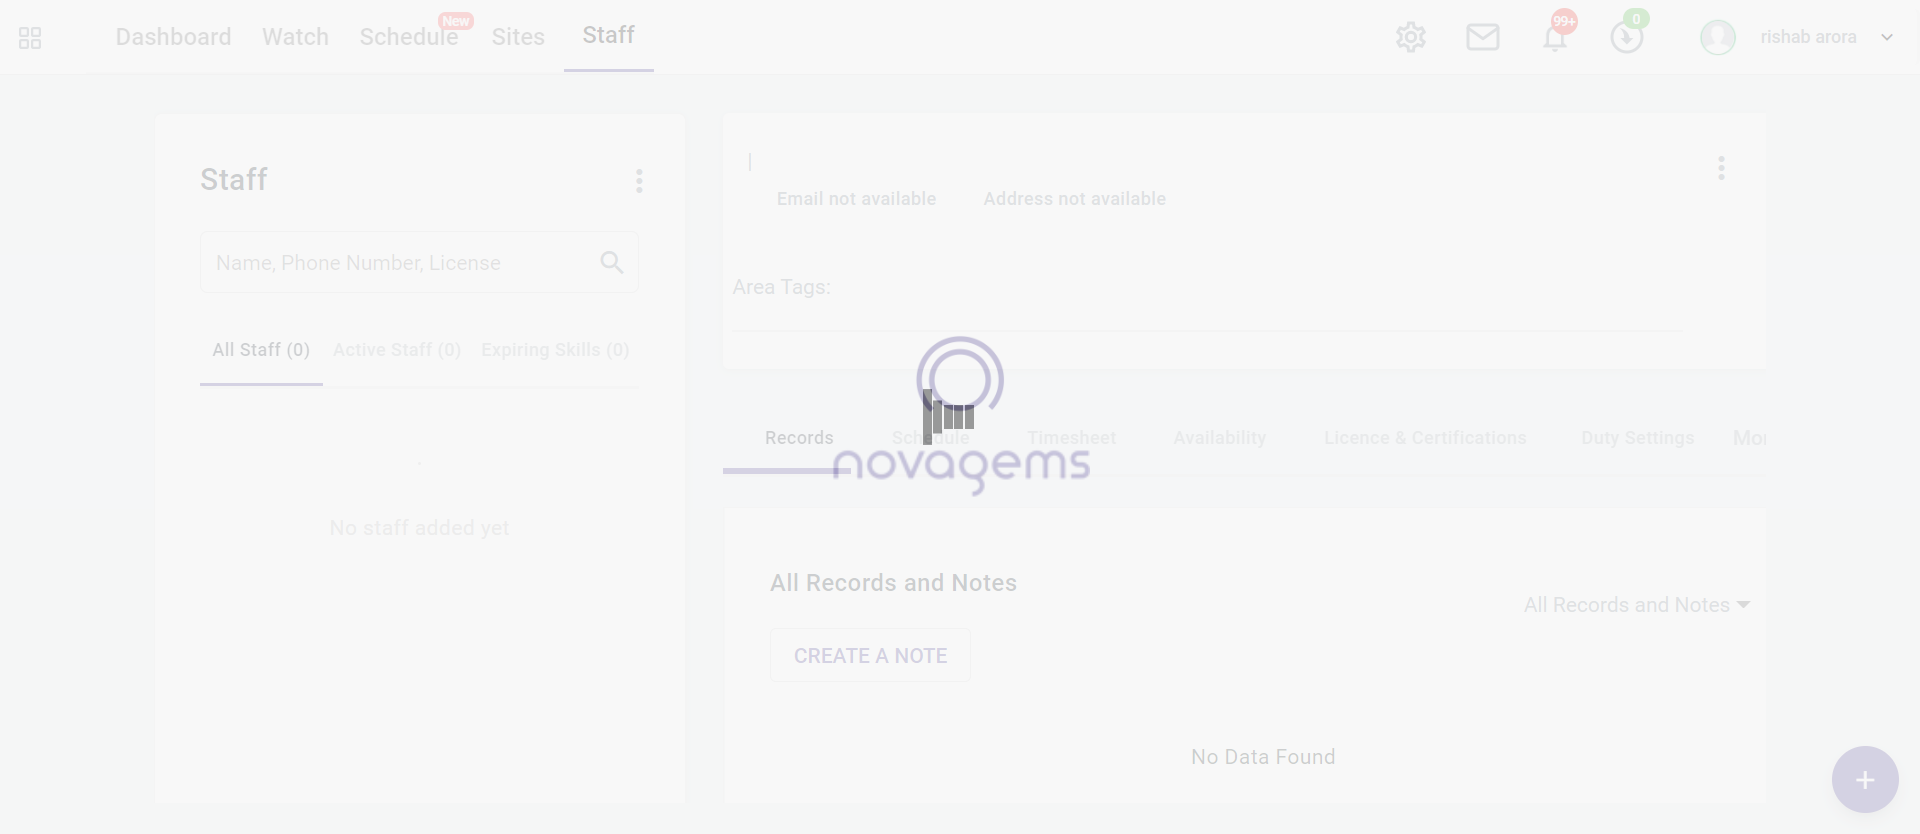 Dashboard Watch Schedule New Sites Staff 99+ 0 rishab arora
Staff
Name, Phone Number, License
All Staff (0) Active Staff (0) Expiring Skills (0)
No staff added yet
Email not available Address not available
Area Tags:
Records Schedule Timesheet Availability Licence & Certifications Duty Settings Mor
novagems
All Records and Notes
All Records and Notes
CREATE A NOTE
No Data Found